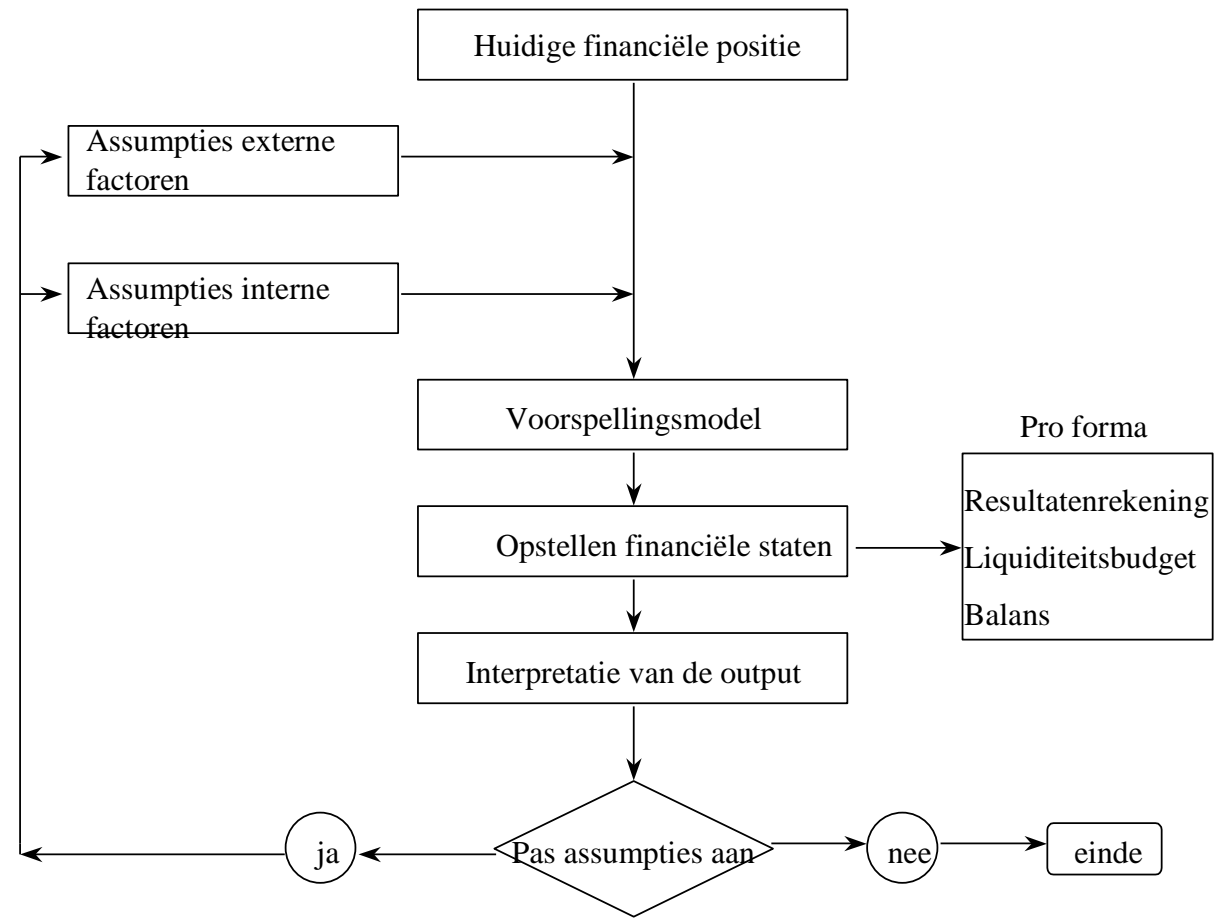 Huidige financiële positie
Assumpties externe
factoren
Assumpties interne
factoren
Voorspellingsmodel
Pro forma
Resultatenrekening
Opstellen financiële staten
Liquiditeitsbudget
Balans
Interpretatie van de output
ja
Pas assumpties aan
nee
einde